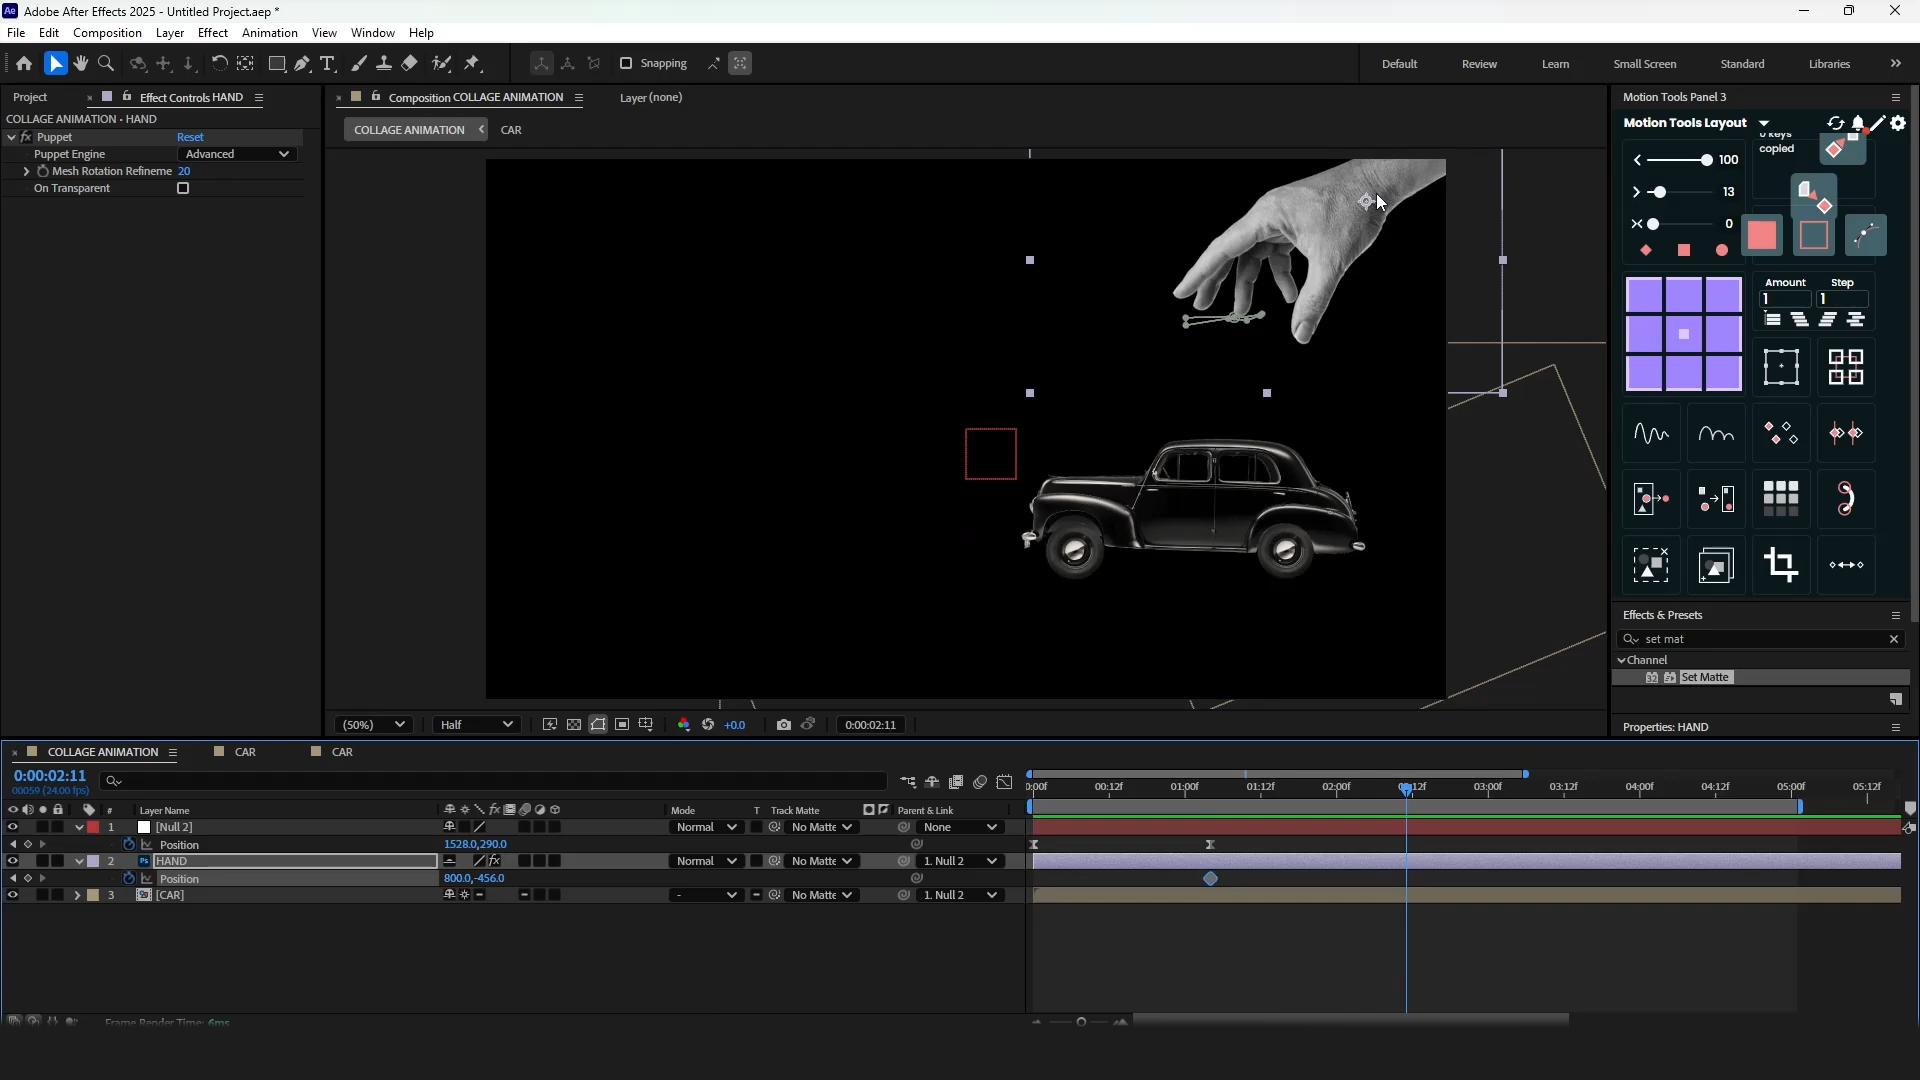 Adobe After Effects 2025 - Untitled Project.aep *
File Edit Composition Layer Effect Animation View Window Help
Snapping
Default Review Learn Small Screen Standard Libraries
Project Effect Controls HAND
COLLAGE ANIMATION • HAND
Puppet Reset
Puppet Engine Advanced
Mesh Rotation Refineme 20
On Transparent
Composition COLLAGE ANIMATION Layer (none)
COLLAGE ANIMATION CAR
(50%) Half +0.0 0:00:02:11
Motion Tools Panel 3
Motion Tools Layout
100
copied
13
0
Amount Step
1 1
Effects & Presets
set mat
Channel
32 Set Matte
Properties: HAND
COLLAGE ANIMATION CAR CAR
0:00:02:11
00059 (24.00 fps)
00:12f 01:00f 01:12f 02:00f 03:00f 03:12f 04:00f 04:12f 05:00f 05:12f
# Layer Name Mode T Track Matte Parent & Link
1 [Null 2] Normal No Matte None
Position 1528.0,290.0
2 Ps HAND Normal No Matte 1. Null 2
Position 800.0,-456.0
3 [CAR] - No Matte 1. Null 2
Frame Render Time: 6ms